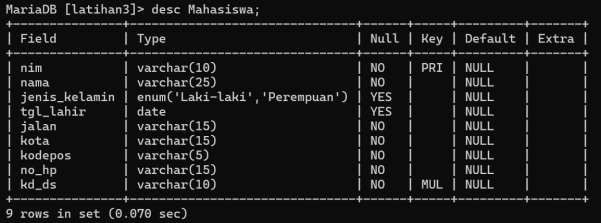 MariaDB [latihan3]> desc Mahasiswa;
+---------------+-------------------------------+------+-----+---------+-------+
| Field         | Type                          | Null | Key | Default | Extra |
+---------------+-------------------------------+------+-----+---------+-------+
| nim           | varchar(10)                   | NO   | PRI | NULL    |       |
| nama          | varchar(25)                   | NO   |     | NULL    |       |
| jenis_kelamin | enum('Laki-laki','Perempuan') | YES  |     | NULL    |       |
| tgl_lahir     | date                          | YES  |     | NULL    |       |
| jalan         | varchar(15)                   | NO   |     | NULL    |       |
| kota          | varchar(15)                   | NO   |     | NULL    |       |
| kodepos       | varchar(5)                    | NO   |     | NULL    |       |
| no_hp         | varchar(15)                   | NO   |     | NULL    |       |
| kd_ds         | varchar(10)                   | NO   | MUL | NULL    |       |
+---------------+-------------------------------+------+-----+---------+-------+
9 rows in set (0.070 sec)